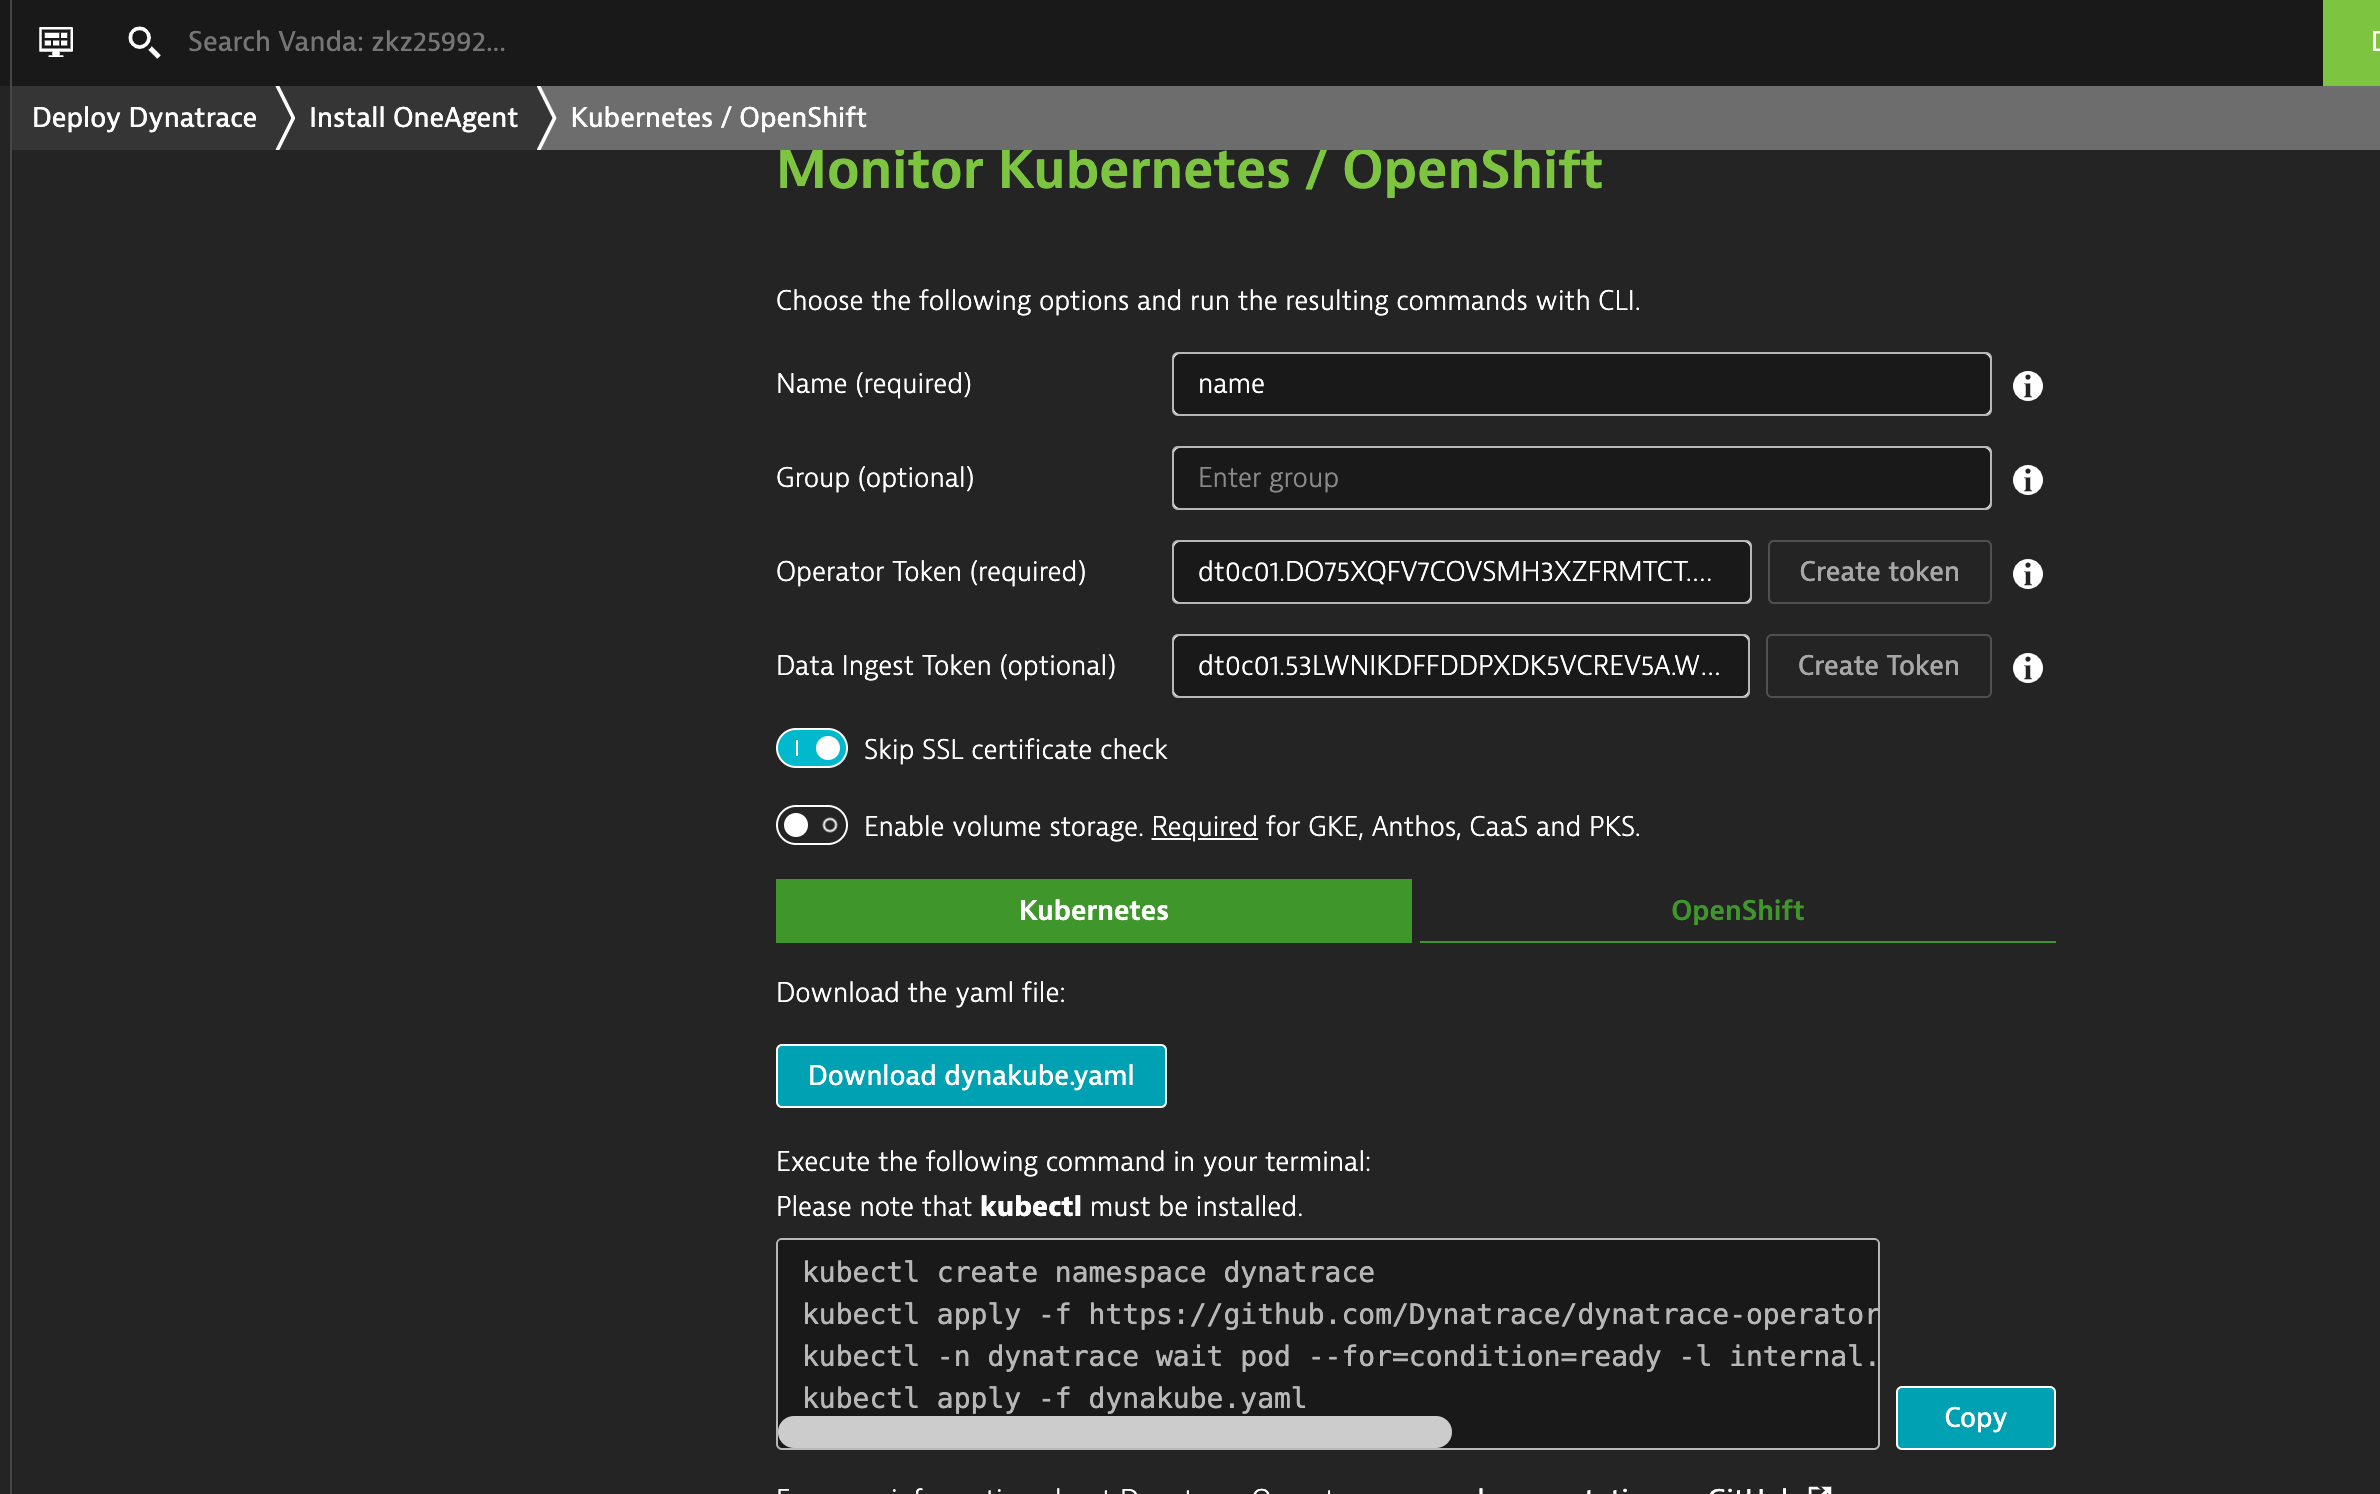 Search Vanda: zkz25992...
Deploy Dynatrace Install OneAgent Kubernetes / OpenShift
Monitor Kubernetes / OpenShift
Choose the following options and run the resulting commands with CLI.
Name (required) name
Group (optional) Enter group
Operator Token (required) dt0c01.DO75XQFV7COVSMH3XZFRMTCT.... Create token
Data Ingest Token (optional) dt0c01.53LWNIKDFFDDPXDK5VCREV5A.W... Create Token
Skip SSL certificate check
Enable volume storage. Required for GKE, Anthos, CaaS and PKS.
Kubernetes OpenShift
Download the yaml file:
Download dynakube.yaml
Execute the following command in your terminal:
Please note that kubectl must be installed.
kubectl create namespace dynatrace
kubectl apply -f https://github.com/Dynatrace/dynatrace-operator
kubectl -n dynatrace wait pod --for=condition=ready -l internal.
kubectl apply -f dynakube.yaml
Copy